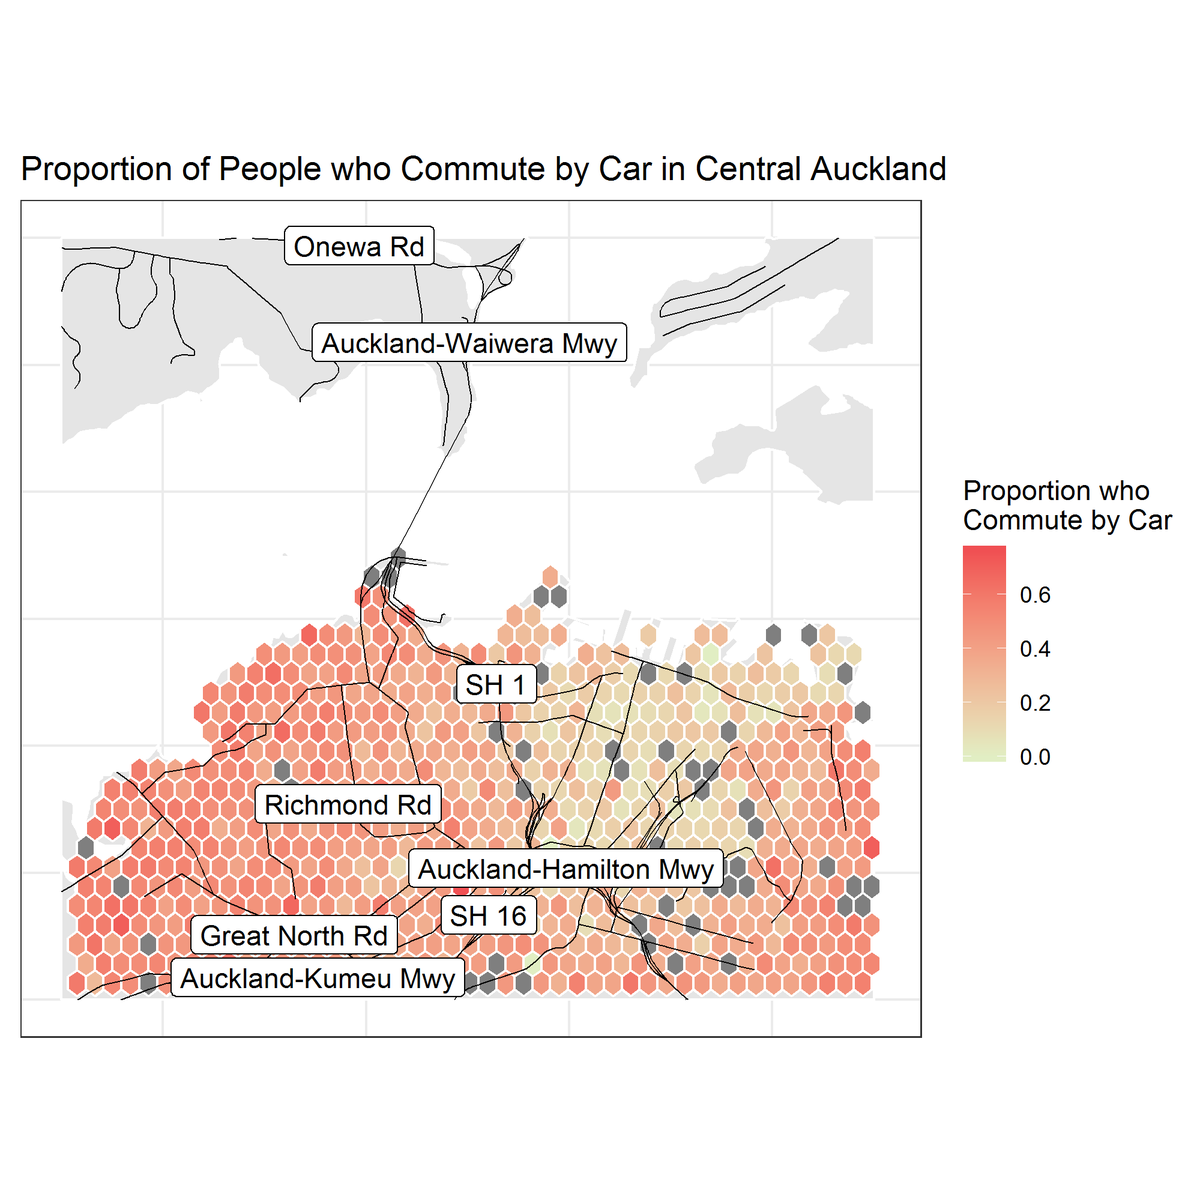 Proportion of People who Commute by Car in Central Auckland
Onewa Rd
Auckland-Waiwera Mwy
Proportion who
Commute by Car
0.6
0.4
0.2
0.0
SH 1
Richmond Rd
Auckland-Hamilton Mwy
SH 16
Great North Rd
Auckland-Kumeu Mwy